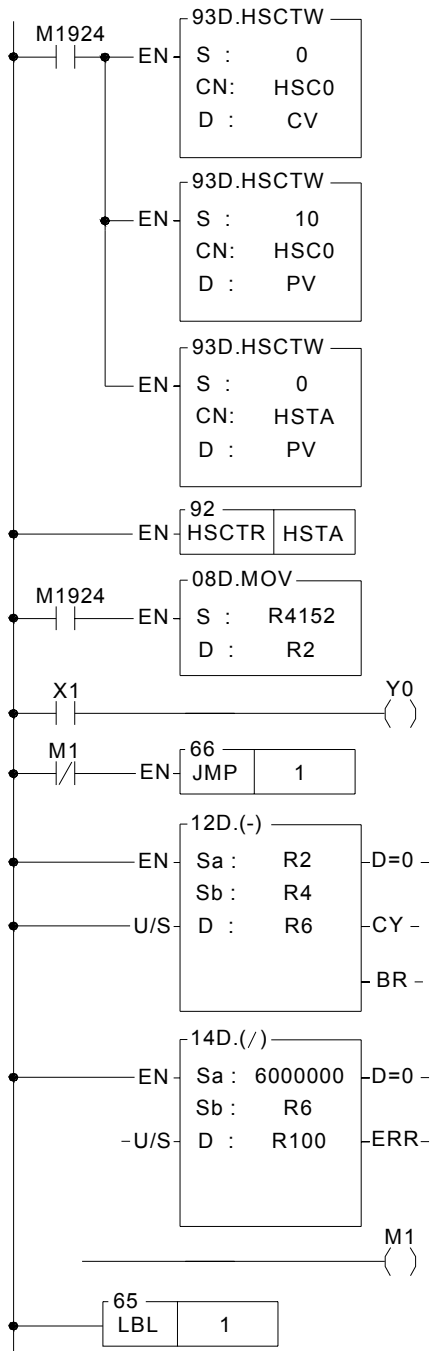 93D.HSCTW
M1924
EN S : 0
CN: HSC0
D : CV
93D.HSCTW
EN S : 10
CN: HSC0
D : PV
93D.HSCTW
EN S : 0
CN: HSTA
D : PV
92
EN HSCTR HSTA
08D.MOV
M1924
EN S : R4152
D : R2
X1 Y0
M1
66
EN JMP 1
12D.(-)
EN Sa : R2 D=0
Sb : R4
U/S D : R6 CY
BR
14D.(/)
EN Sa : 6000000 D=0
Sb : R6
U/S D : R100 ERR
M1
65
LBL 1